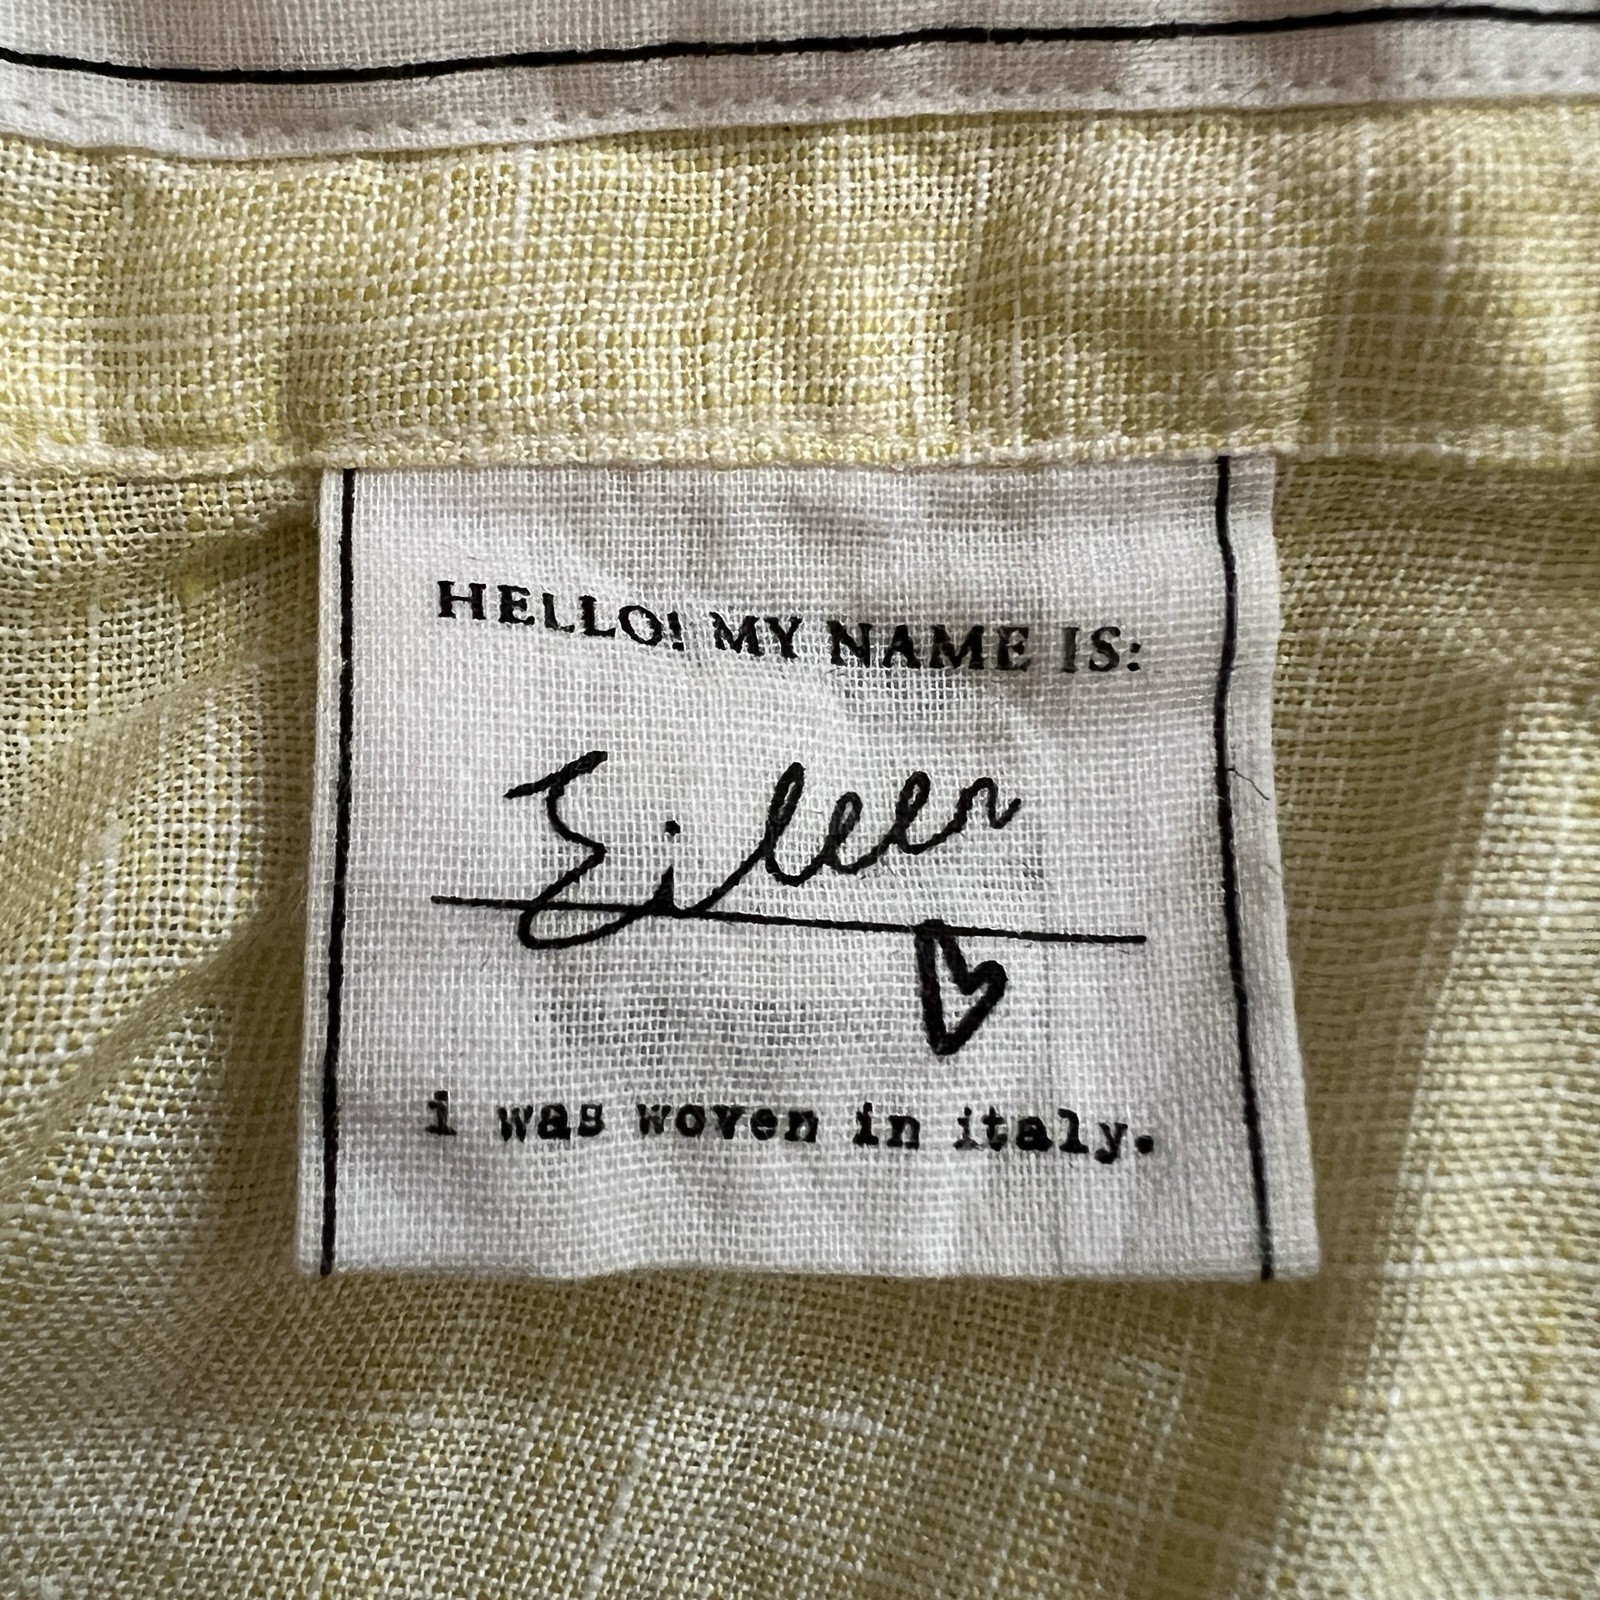 HELLO! MY NAME IS:
Eileen
i was woven in italy.